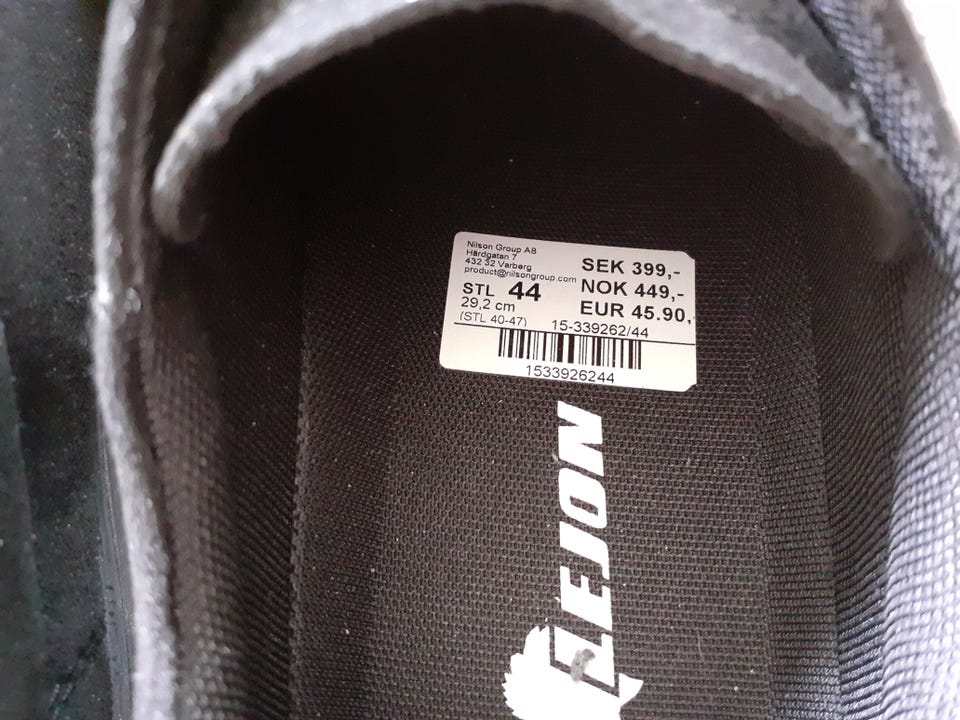 Nilson Group AB
Härdgatan 7
432 32 Varberg
product@nilsongroup.com
STL 44
29,2 cm
(STL 40-47)
SEK 399,-
NOK 449,-
EUR 45.90,-
15-339262/44
1533926244
LEJON